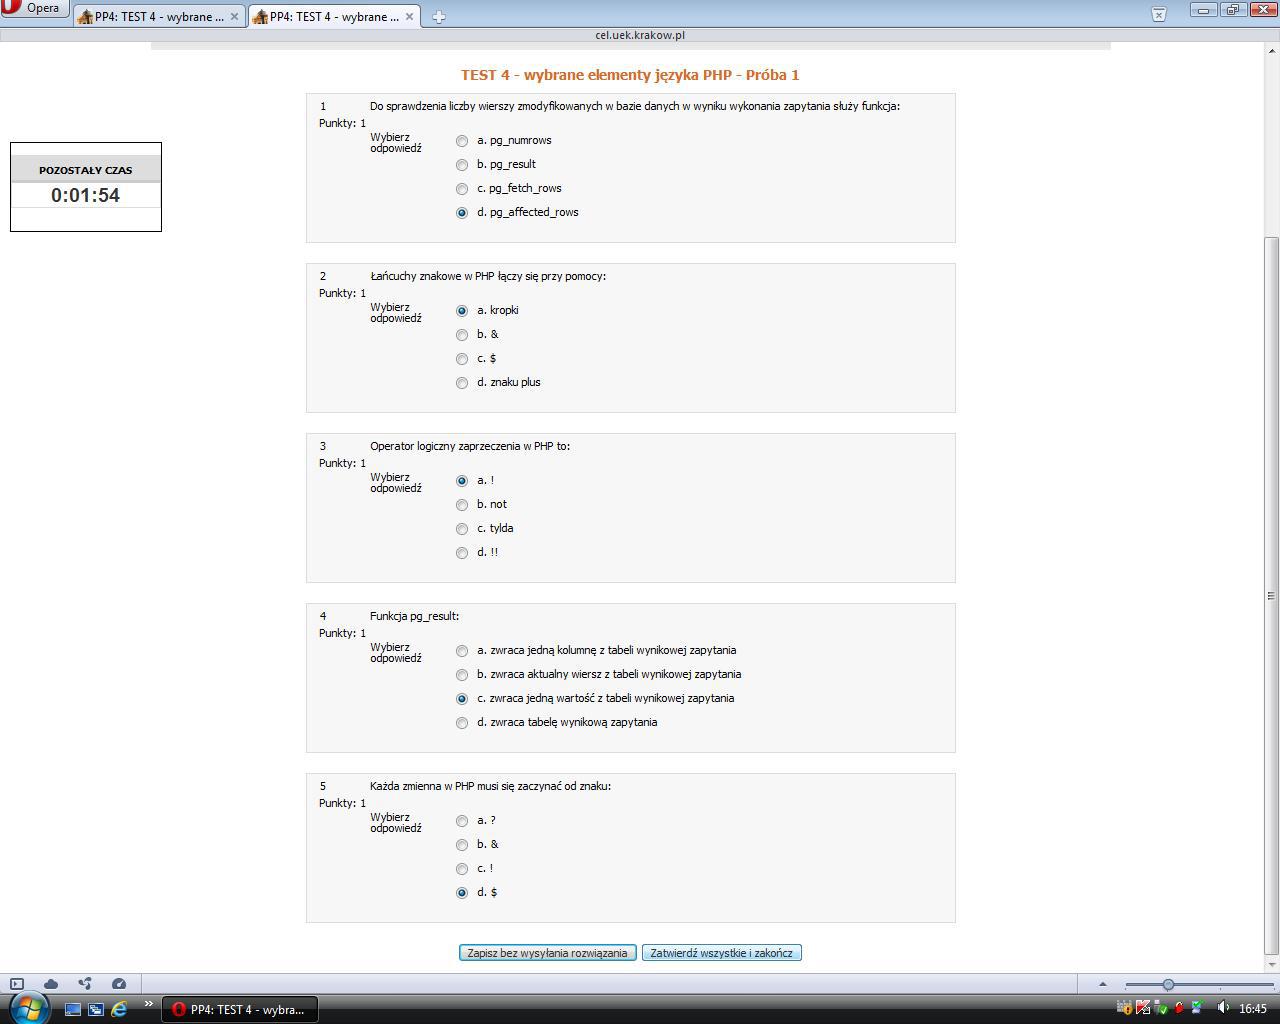 Opera
PP4: TEST 4 - wybrane ...
PP4: TEST 4 - wybrane ...
cel.uek.krakow.pl
TEST 4 - wybrane elementy języka PHP - Próba 1
POZOSTAŁY CZAS
0:01:54
1 Do sprawdzenia liczby wierszy zmodyfikowanych w bazie danych w wyniku wykonania zapytania służy funkcja:
Punkty: 1
Wybierz
odpowiedź
a. pg_numrows
b. pg_result
c. pg_fetch_rows
d. pg_affected_rows
2 Łańcuchy znakowe w PHP łączy się przy pomocy:
Punkty: 1
Wybierz
odpowiedź
a. kropki
b. &
c. $
d. znaku plus
3 Operator logiczny zaprzeczenia w PHP to:
Punkty: 1
Wybierz
odpowiedź
a. !
b. not
c. tylda
d. !!
4 Funkcja pg_result:
Punkty: 1
Wybierz
odpowiedź
a. zwraca jedną kolumnę z tabeli wynikowej zapytania
b. zwraca aktualny wiersz z tabeli wynikowej zapytania
c. zwraca jedną wartość z tabeli wynikowej zapytania
d. zwraca tabelę wynikową zapytania
5 Każda zmienna w PHP musi się zaczynać od znaku:
Punkty: 1
Wybierz
odpowiedź
a. ?
b. &
c. !
d. $
Zapisz bez wysyłania rozwiązania
Zatwierdź wszystkie i zakończ
PP4: TEST 4 - wybra...
16:45